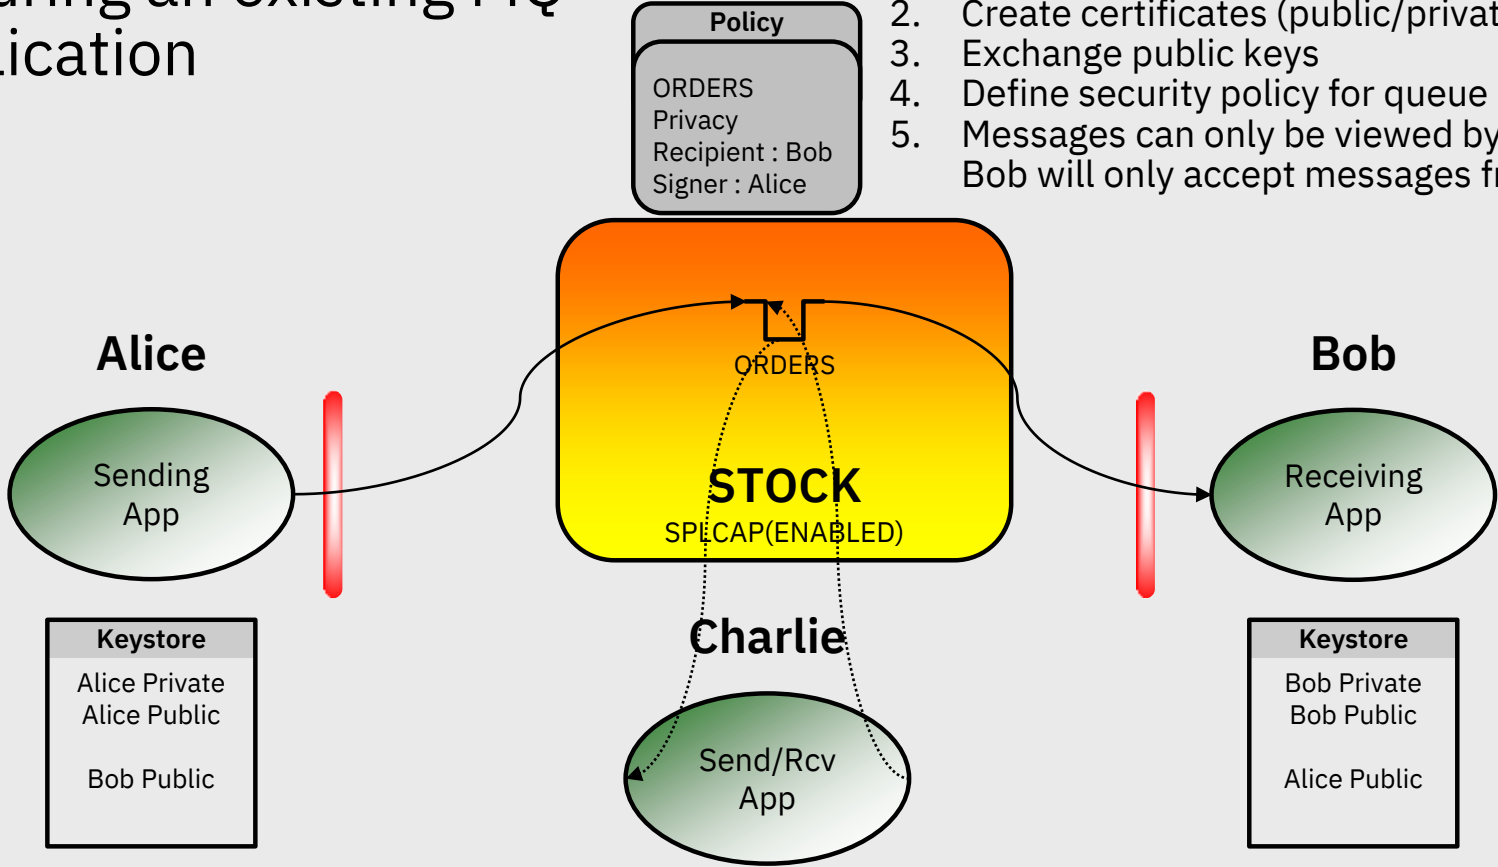 an existing
lication
Policy
ORDERS
Privacy
Recipient : Bob
Signer : Alice
2. Create certificates (public/privat
3. Exchange public keys
4. Define security policy for queue
5. Messages can only be viewed by
Bob will only accept messages fr
Alice
Sending
App
Keystore
Alice Private
Alice Public
Bob Public
ORDERS
STOCK
SPLCAP(ENABLED)
Charlie
Send/Rcv
App
Bob
Receiving
App
Keystore
Bob Private
Bob Public
Alice Public